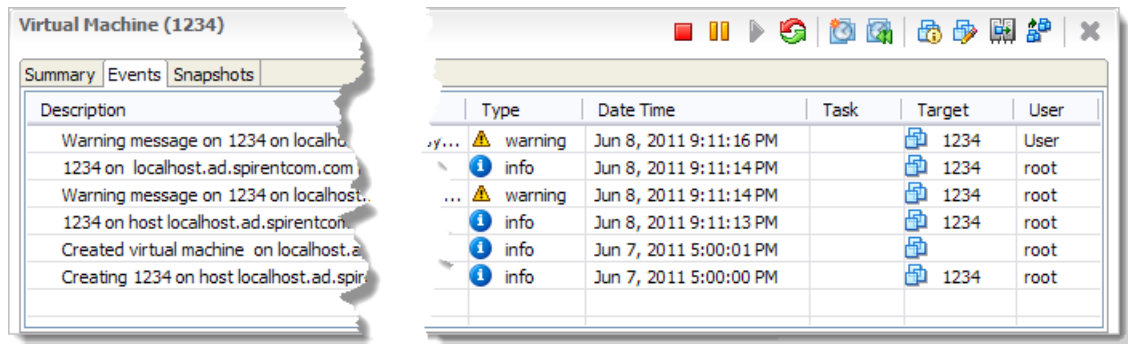 Virtual Machine (1234)
Summary Events Snapshots
Description Type Date Time Task Target User
Warning message on 1234 on localho ... warning Jun 8, 2011 9:11:16 PM 1234 User
1234 on localhost.ad.spirentcom.com info Jun 8, 2011 9:11:14 PM 1234 root
Warning message on 1234 on localhost. ... warning Jun 8, 2011 9:11:14 PM 1234 root
1234 on host localhost.ad.spirentcom info Jun 8, 2011 9:11:13 PM 1234 root
Created virtual machine on localhost.a info Jun 7, 2011 5:00:01 PM root
Creating 1234 on host localhost.ad.spire info Jun 7, 2011 5:00:00 PM 1234 root